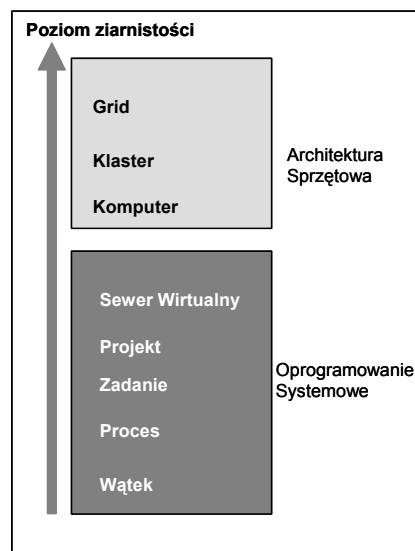 Poziom ziarnistości
Grid
Klaster
Komputer
Architektura
Sprzętowa
Sewer Wirtualny
Projekt
Zadanie
Proces
Wątek
Oprogramowanie
Systemowe